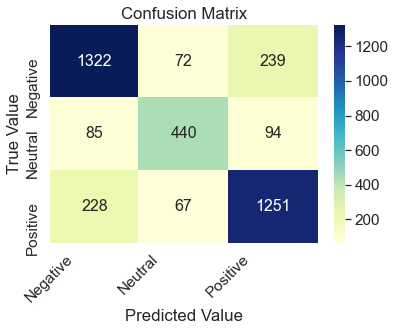 Confusion Matrix
True Value
Negative
1322 72 239
Neutral
85 440 94
Positive
228 67 1251
Negative Neutral Positive
Predicted Value
1200
1000
800
600
400
200